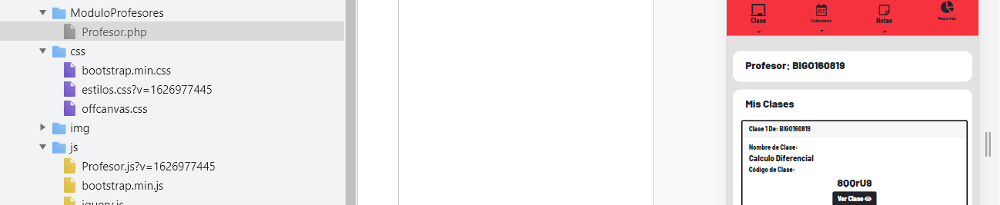 ModuloProfesores
Profesor.php
css
bootstrap.min.css
estilos.css?v=1626977445
offcanvas.css
img
js
Profesor.js?v=1626977445
bootstrap.min.js
jquery.js
Clase
Calendario
Notas
Reportes
Profesor: BIGO160819
Mis Clases
Clase 1 De: BIGO160819
Nombre de Clase:
Calculo Diferencial
Código de Clase:
8QQrU9
Ver Clase